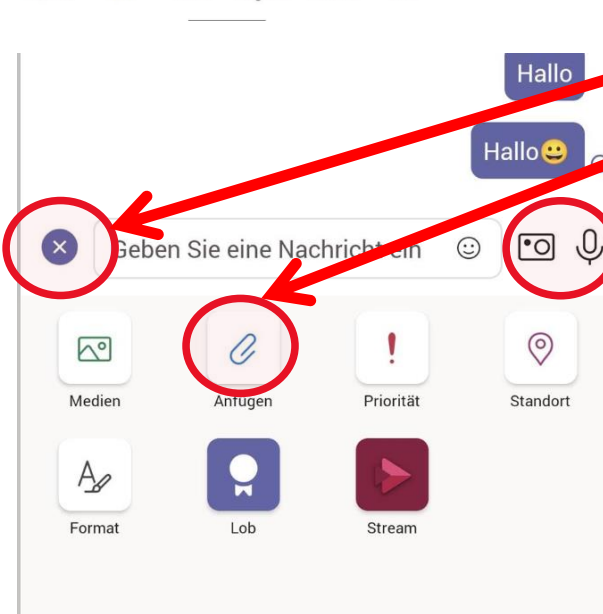 Hallo
Hallo😀
Geben Sie eine Nachricht ein
Medien Anfügen Priorität Standort
Format Lob Stream